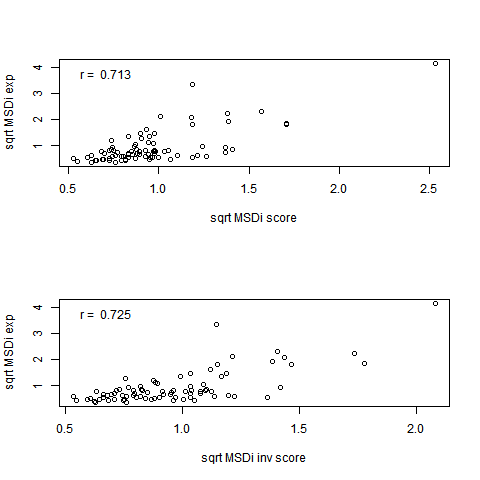 sqrt MSDi exp
4
3
2
1
r = 0.713
0.5 1.0 1.5 2.0 2.5
sqrt MSDi score
sqrt MSDi exp
4
3
2
1
r = 0.725
0.5 1.0 1.5 2.0
sqrt MSDi inv score